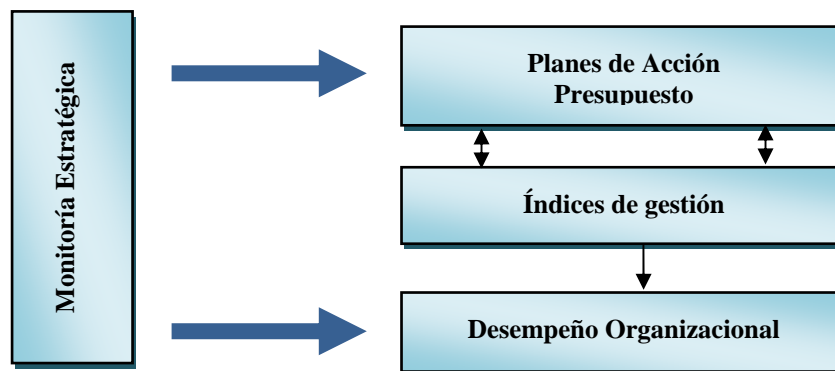 Monitoría Estratégica
Planes de Acción
Presupuesto
Índices de gestión
Desempeño Organizacional